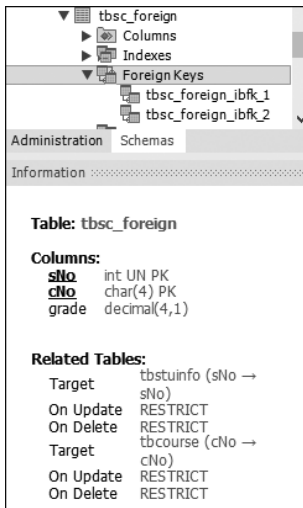 tbsc_foreign
Columns
Indexes
Foreign Keys
tbsc_foreign_ibfk_1
tbsc_foreign_ibfk_2
Administration Schemas
Information
Table: tbsc_foreign
Columns:
sNo int UN PK
cNo char(4) PK
grade decimal(4,1)
Related Tables:
Target tbstuinfo (sNo →
sNo)
On Update RESTRICT
On Delete RESTRICT
Target tbcourse (cNo →
cNo)
On Update RESTRICT
On Delete RESTRICT